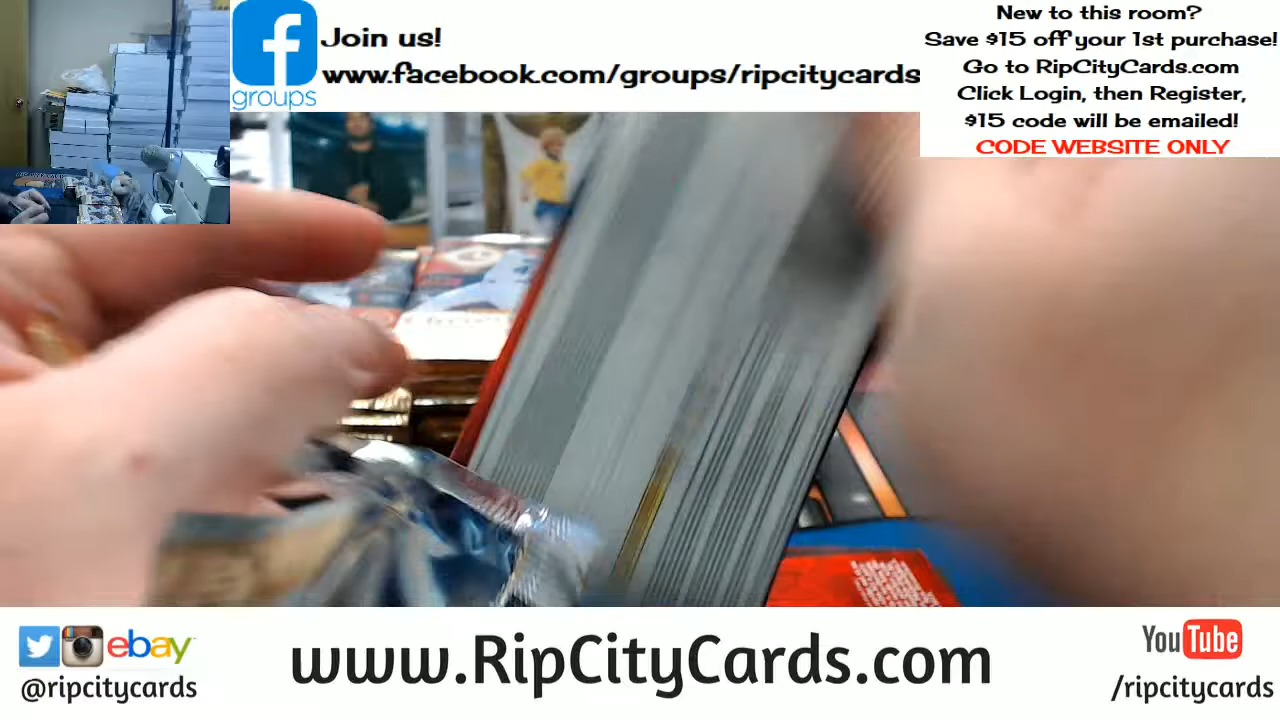 Join us!
www.facebook.com/groups/ripcitycards
groups
New to this room?
Save $15 off your 1st purchase!
Go to RipCityCards.com
Click Login, then Register,
$15 code will be emailed!
CODE WEBSITE ONLY
ebay
@ripcitycards
www.RipCityCards.com
YouTube
/ripcitycards